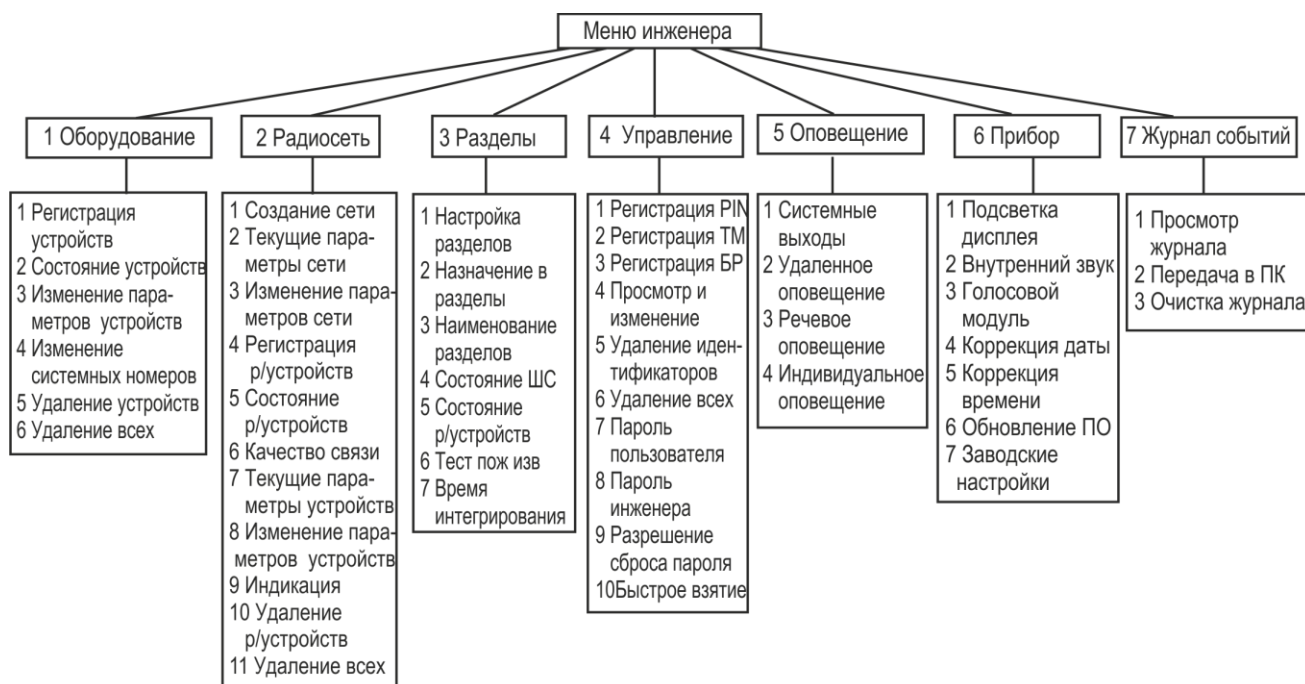 Меню инженера
1 Оборудование
2 Радиосеть
3 Разделы
4 Управление
5 Оповещение
6 Прибор
7 Журнал событий
1 Регистрация
устройств
2 Состояние устройств
3 Изменение пара-
метров устройств
4 Изменение
системных номеров
5 Удаление устройств
6 Удаление всех
1 Создание сети
2 Текущие пара-
метры сети
3 Изменение пара-
метров сети
4 Регистрация
р/устройств
5 Состояние
р/устройств
6 Качество связи
7 Текущие пара-
метры устройств
8 Изменение пара-
метров устройств
9 Индикация
10 Удаление
р/устройств
11 Удаление всех
1 Настройка
разделов
2 Назначение в
разделы
3 Наименование
разделов
4 Состояние ШС
5 Состояние
р/устройств
6 Тест пож изв
7 Время
интегрирования
1 Регистрация PIN
2 Регистрация ТМ
3 Регистрация БР
4 Просмотр и
изменение
5 Удаление иден-
тификаторов
6 Удаление всех
7 Пароль
пользователя
8 Пароль
инженера
9 Разрешение
сброса пароля
10Быстрое взятие
1 Системные
выходы
2 Удаленное
оповещение
3 Речевое
оповещение
4 Индивидуальное
оповещение
1 Подсветка
дисплея
2 Внутренний звук
3 Голосовой
модуль
4 Коррекция даты
5 Коррекция
времени
6 Обновление ПО
7 Заводские
настройки
1 Просмотр
журнала
2 Передача в ПК
3 Очистка журнала